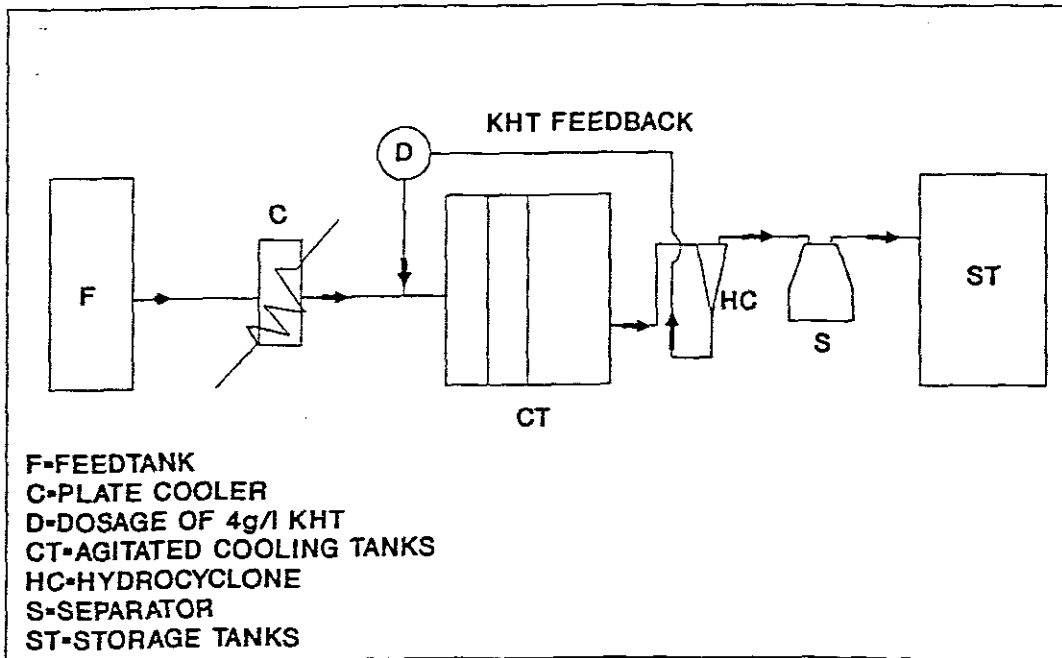 KHT FEEDBACK
D
C
F
HC
ST
S
CT
F=FEEDTANK
C=PLATE COOLER
D=DOSAGE OF 4g/l KHT
CT=AGITATED COOLING TANKS
HC=HYDROCYCLONE
S=SEPARATOR
ST=STORAGE TANKS